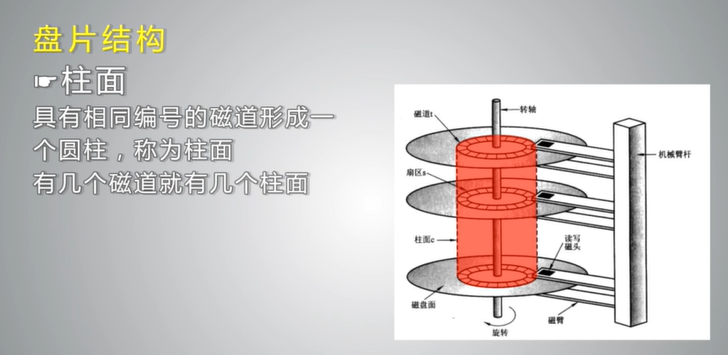 盘片结构
☛柱面
具有相同编号的磁道形成一
个圆柱，称为柱面
有几个磁道就有几个柱面
磁道t
转轴
扇区s
机械臂杆
柱面c
读写
磁头
磁盘面
磁臂
旋转